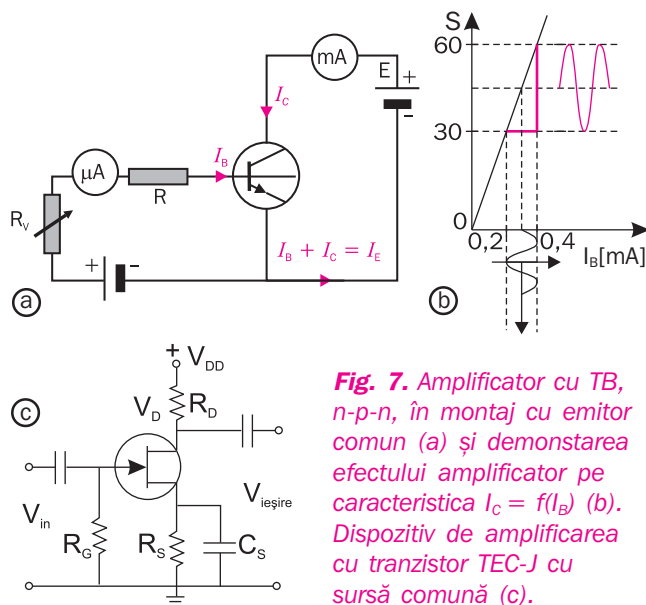 mA
E
+
-
I_C
I_B
μA
R
R_V
+
-
I_B + I_C = I_E
a
S
60
30
0
0,2
0,4
I_B[mA]
b
c
+ V_DD
V_D
R_D
V_in
V_ieşire
R_G
R_S
C_S
Fig. 7. Amplificator cu TB,
n-p-n, în montaj cu emitor
comun (a) și demonstarea
efectului amplificator pe
caracteristica I_C = f(I_B) (b).
Dispozitiv de amplificarea
cu tranzistor TEC-J cu
sursă comună (c).